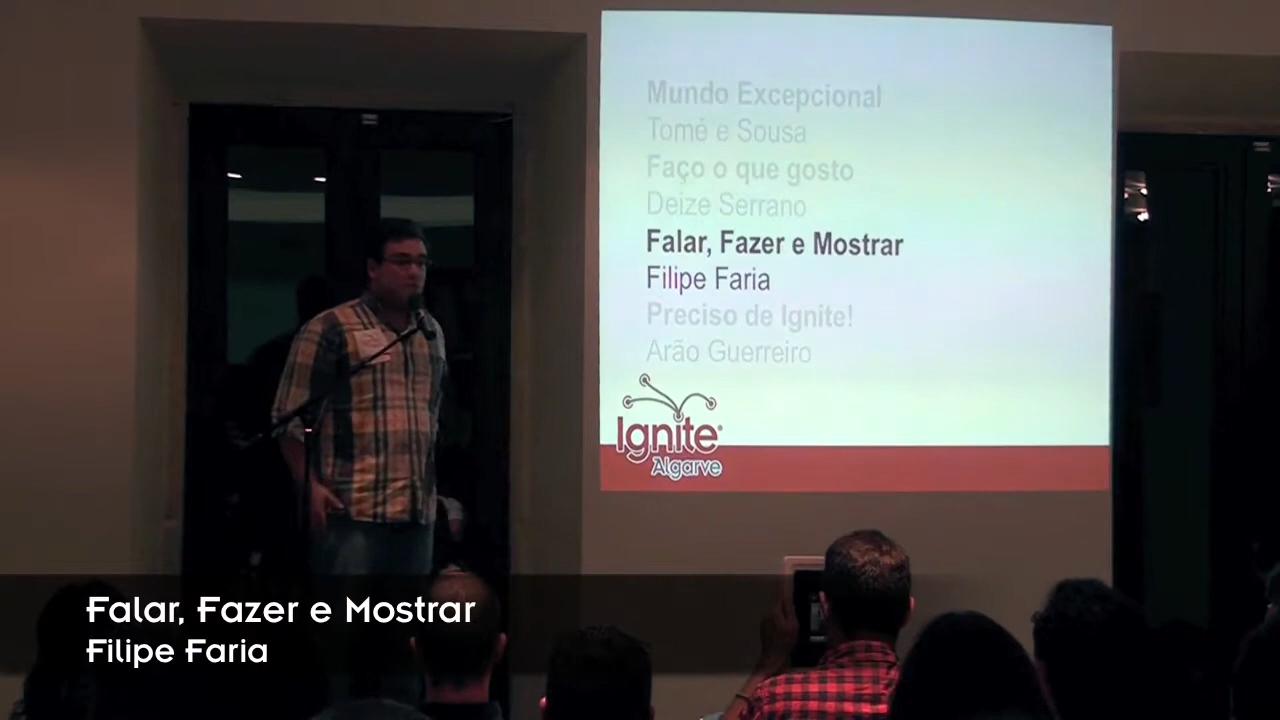 Mundo Excepcional
Tomé e Sousa
Faço o que gosto
Deize Serrano
Falar, Fazer e Mostrar
Filipe Faria
Preciso de Ignite!
Arão Guerreiro
Ignite®
Algarve
Falar, Fazer e Mostrar
Filipe Faria